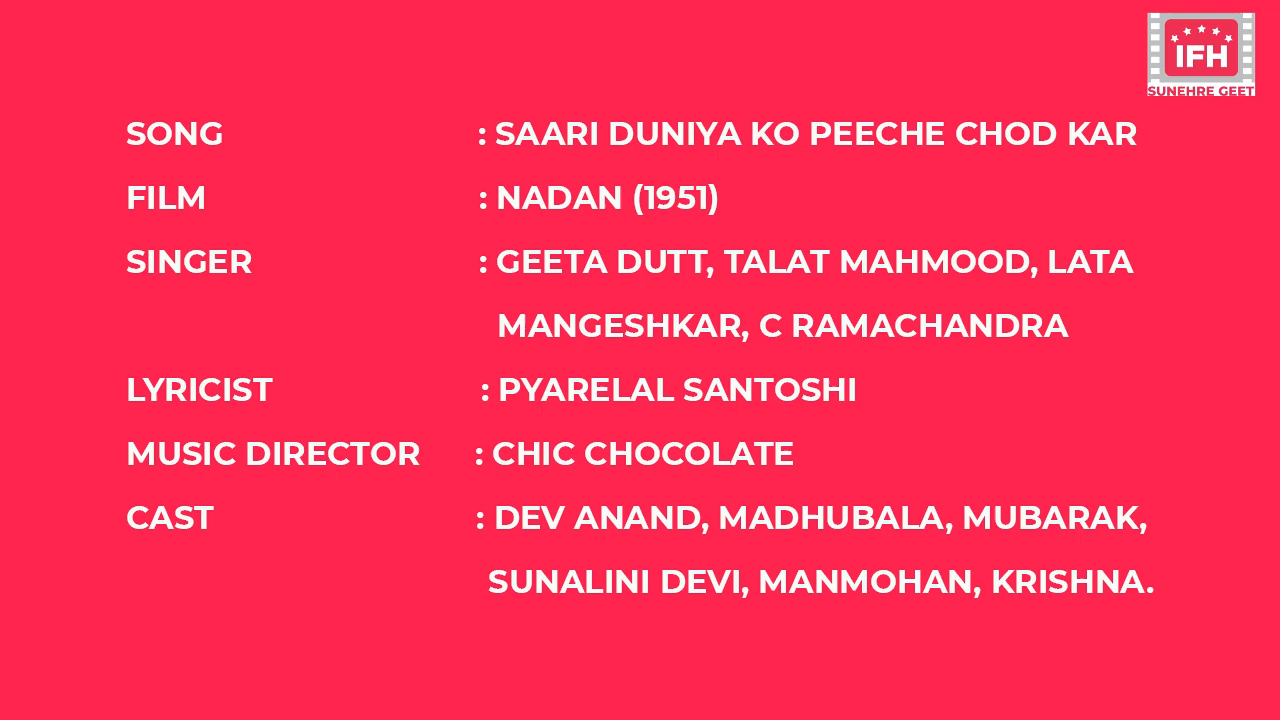 IFH
SUNEHRE GEET
SONG : SAARI DUNIYA KO PEECHE CHOD KAR
FILM : NADAN (1951)
SINGER : GEETA DUTT, TALAT MAHMOOD, LATA
MANGESHKAR, C RAMACHANDRA
LYRICIST : PYARELAL SANTOSHI
MUSIC DIRECTOR : CHIC CHOCOLATE
CAST : DEV ANAND, MADHUBALA, MUBARAK,
SUNALINI DEVI, MANMOHAN, KRISHNA.